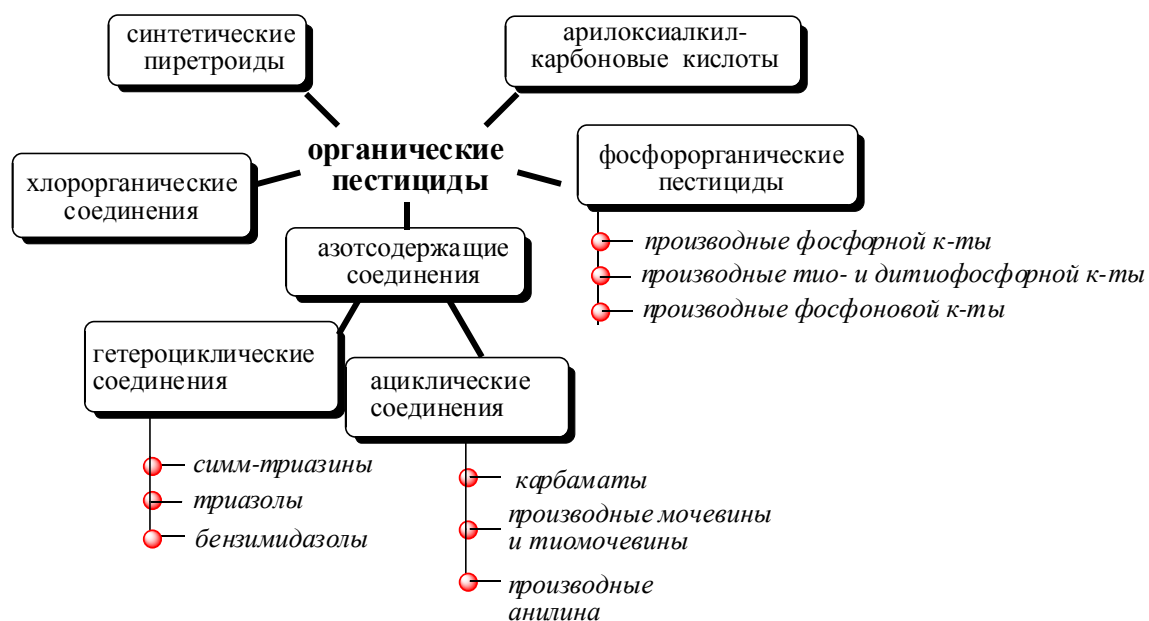 синтетические
пиретроиды
арилоксиалкил-
карбоновые кислоты
органические
пестициды
хлорорганические
соединения
фосфорорганические
пестициды
производные фосфорной к-ты
производные тио- и дитиофосфорной к-ты
производные фосфоновой к-ты
азотсодержащие
соединения
гетероциклические
соединения
симм-триазины
триазолы
бензимидазолы
ациклические
соединения
карбаматы
производные мочевины
и тиомочевины
производные
анилина